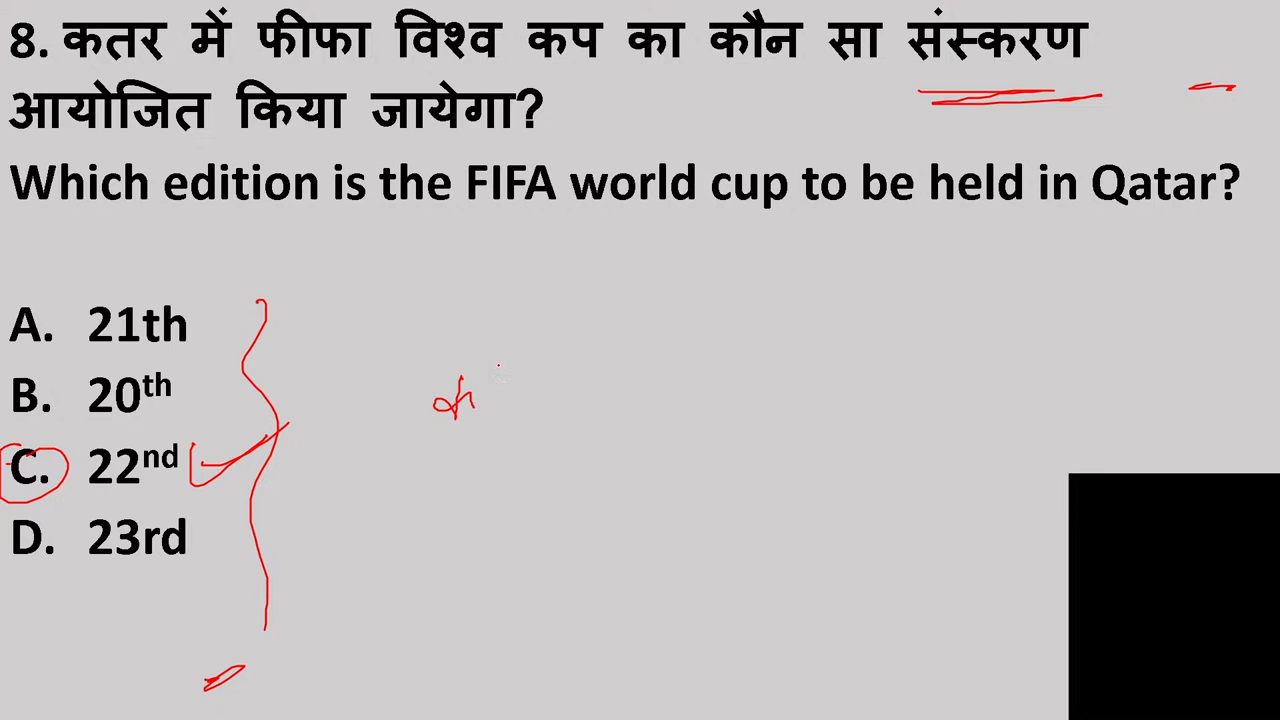 8. कतर में फीफा विश्व कप का कौन सा संस्करण
आयोजित किया जायेगा?
Which edition is the FIFA world cup to be held in Qatar?
A. 21th
B. 20th
C. 22nd
D. 23rd